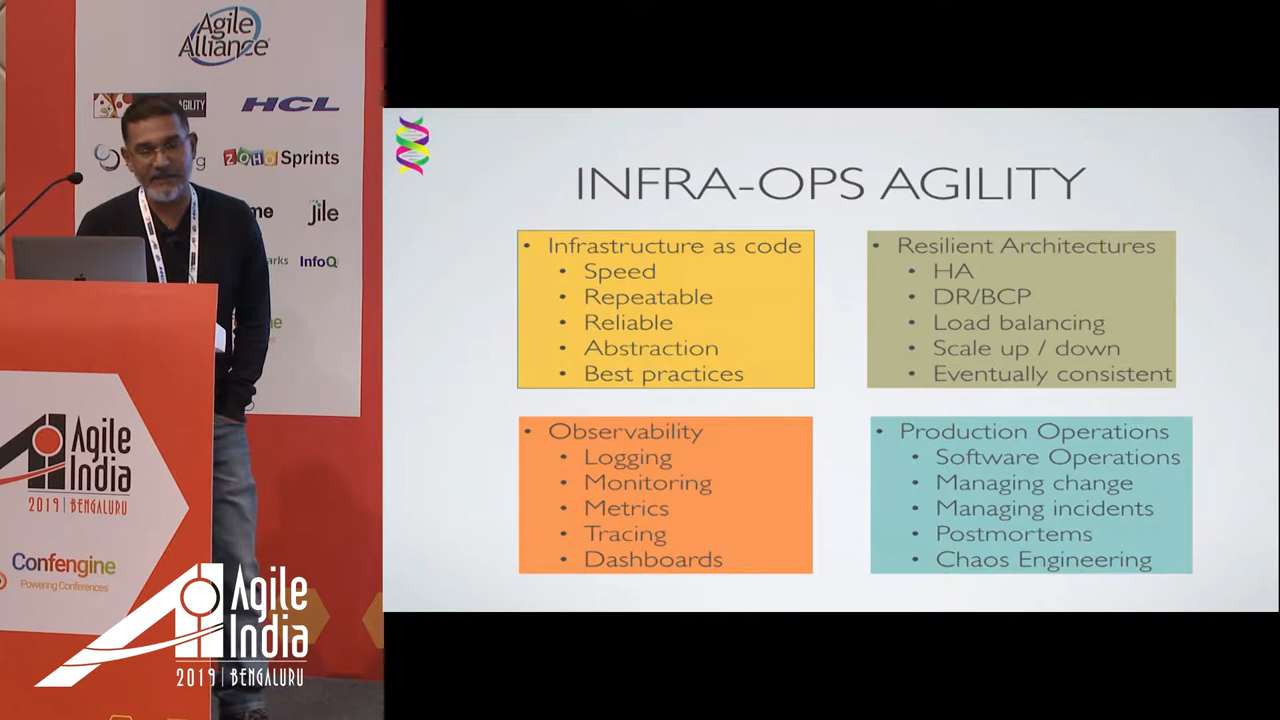 Agile
Alliance
AGILITY
HCL
ZOHO Sprints
me
jile
arks
InfoQ
Agile
India
2019 | BENGALURU
Confengine
Powering Conferences
Agile
India
2019 | BENGALURU
INFRA-OPS AGILITY
• Infrastructure as code
• Speed
• Repeatable
• Reliable
• Abstraction
• Best practices
• Resilient Architectures
• HA
• DR/BCP
• Load balancing
• Scale up / down
• Eventually consistent
• Observability
• Logging
• Monitoring
• Metrics
• Tracing
• Dashboards
• Production Operations
• Software Operations
• Managing change
• Managing incidents
• Postmortems
• Chaos Engineering